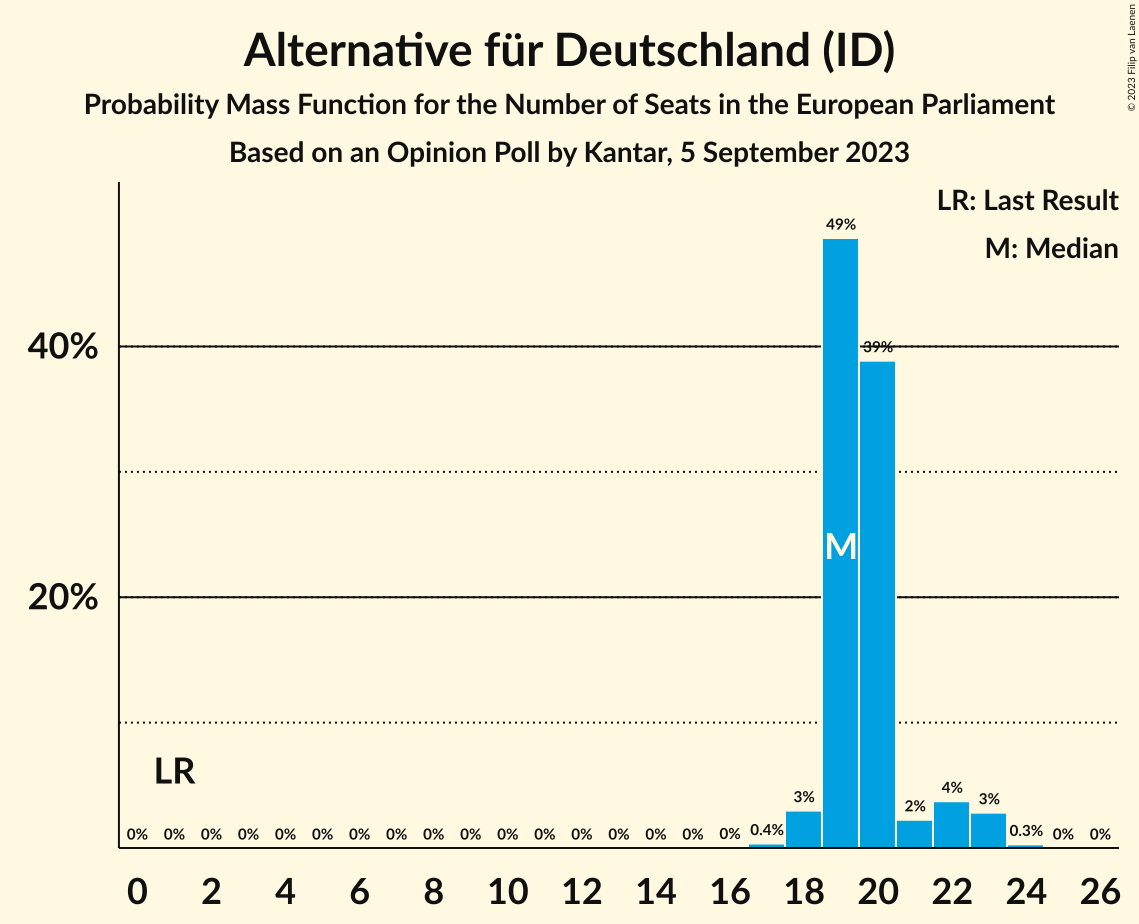 Alternative für Deutschland (ID)
Probability Mass Function for the Number of Seats in the European Parliament
Based on an Opinion Poll by Kantar, 5 September 2023
© 2023 Filip van Laenen
LR: Last Result
M: Median
49%
40%
39%
M
20%
LR
0% 0% 0% 0% 0% 0% 0% 0% 0% 0% 0% 0% 0% 0% 0% 0% 0% 0.4% 3% 2% 4% 3% 0.3% 0% 0%
0 2 4 6 8 10 12 14 16 18 20 22 24 26